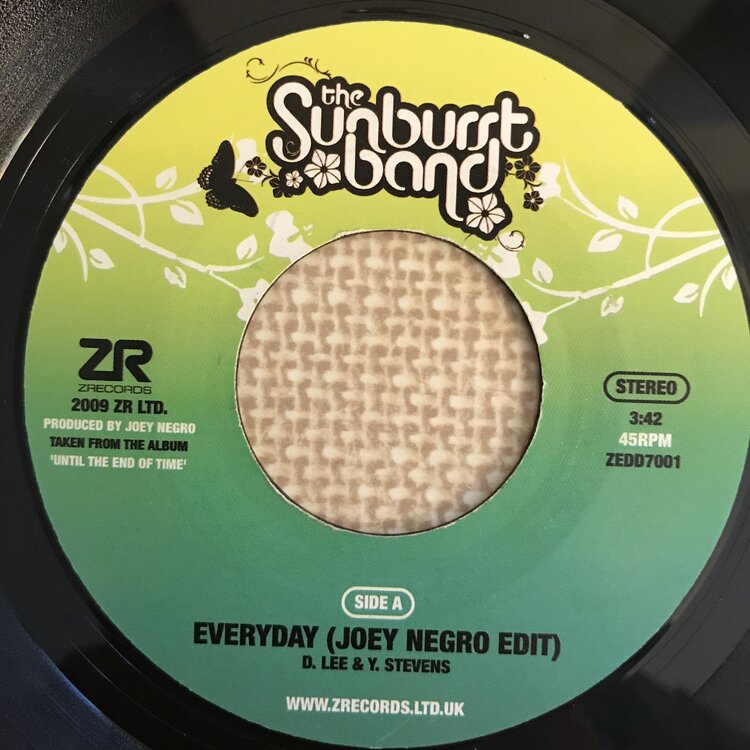 the
Sunburst
band
ZR
ZRECORDS
2009 ZR LTD.
PRODUCED BY JOEY NEGRO
TAKEN FROM THE ALBUM
'UNTIL THE END OF TIME'
STEREO
3:42
45RPM
ZEDD7001
SIDE A
EVERYDAY (JOEY NEGRO EDIT)
D. LEE & Y. STEVENS
WWW.ZRECORDS.LTD.UK